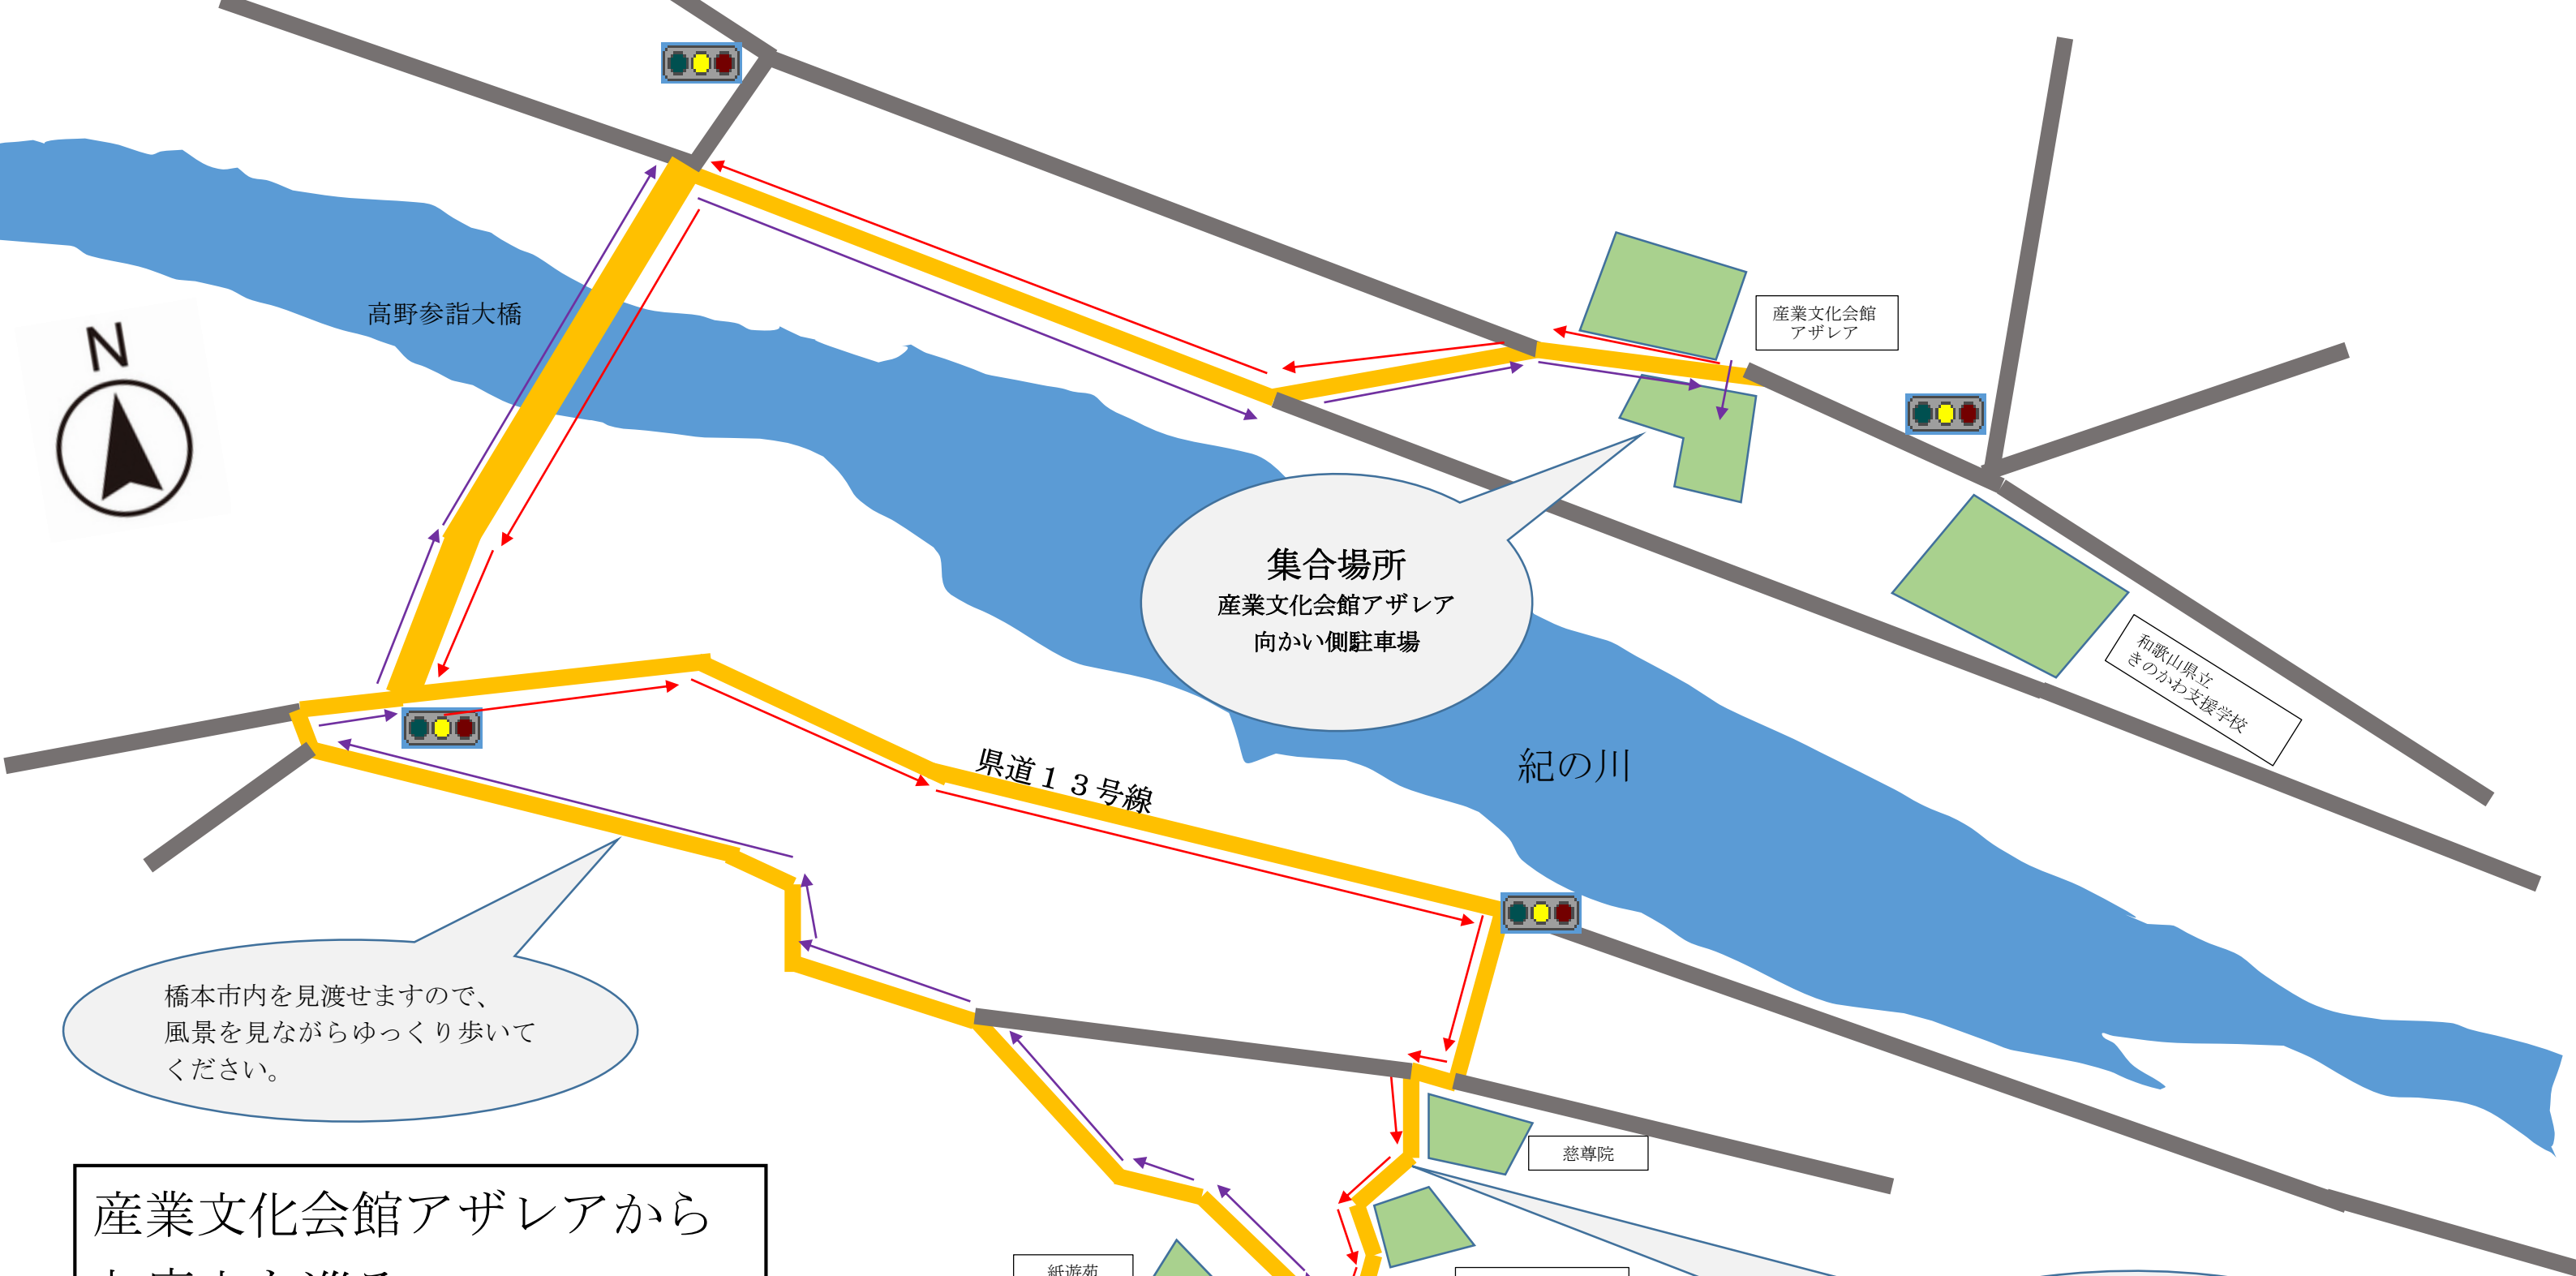 N
高野参詣大橋
産業文化会館
アザレア
集合場所
産業文化会館アザレア
向かい側駐車場
和歌山県立
きのかわ支援学校
県道１３号線
紀の川
橋本市内を見渡せますので、
風景を見ながらゆっくり歩いて
ください。
慈尊院
産業文化会館アザレアから
紙遊苑